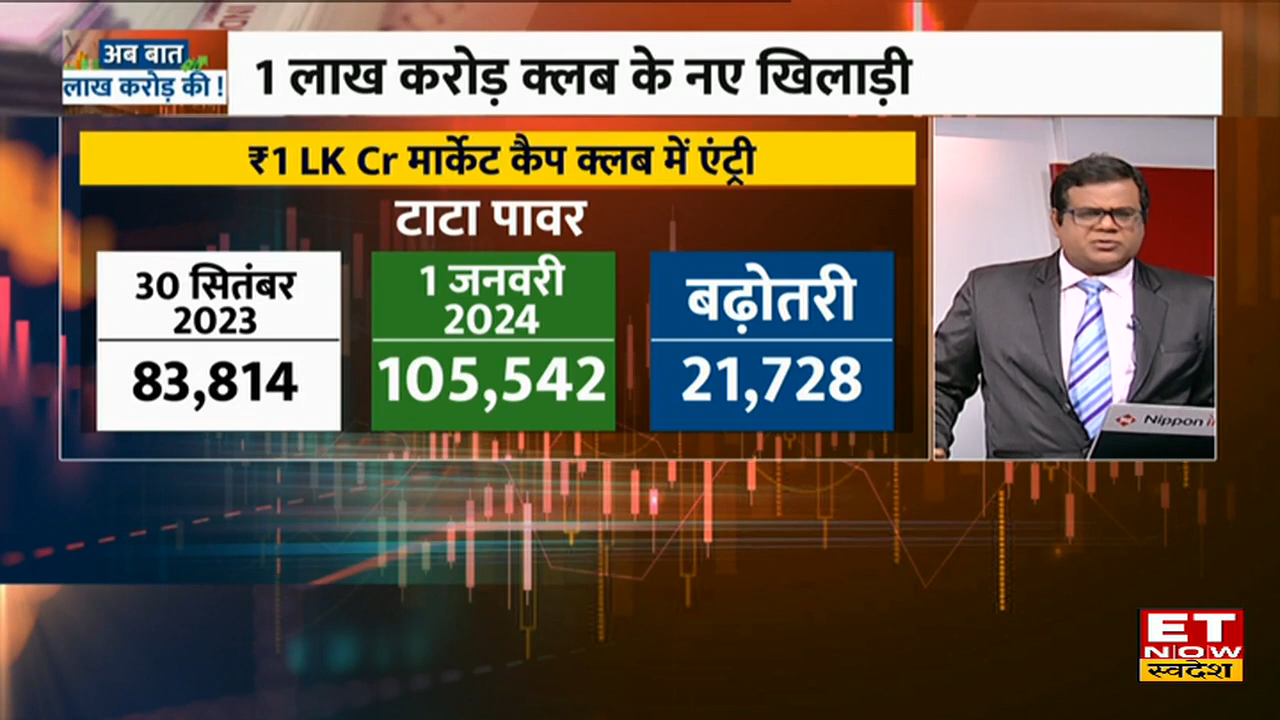 अब बात
लाख करोड़ की !
1 लाख करोड़ क्लब के नए खिलाड़ी
₹1 LK Cr मार्केट कैप क्लब में एंट्री
टाटा पावर
30 सितंबर
2023
83,814
1 जनवरी
2024
105,542
बढ़ोतरी
21,728
Nippon
ET
NOW
स्वदेश